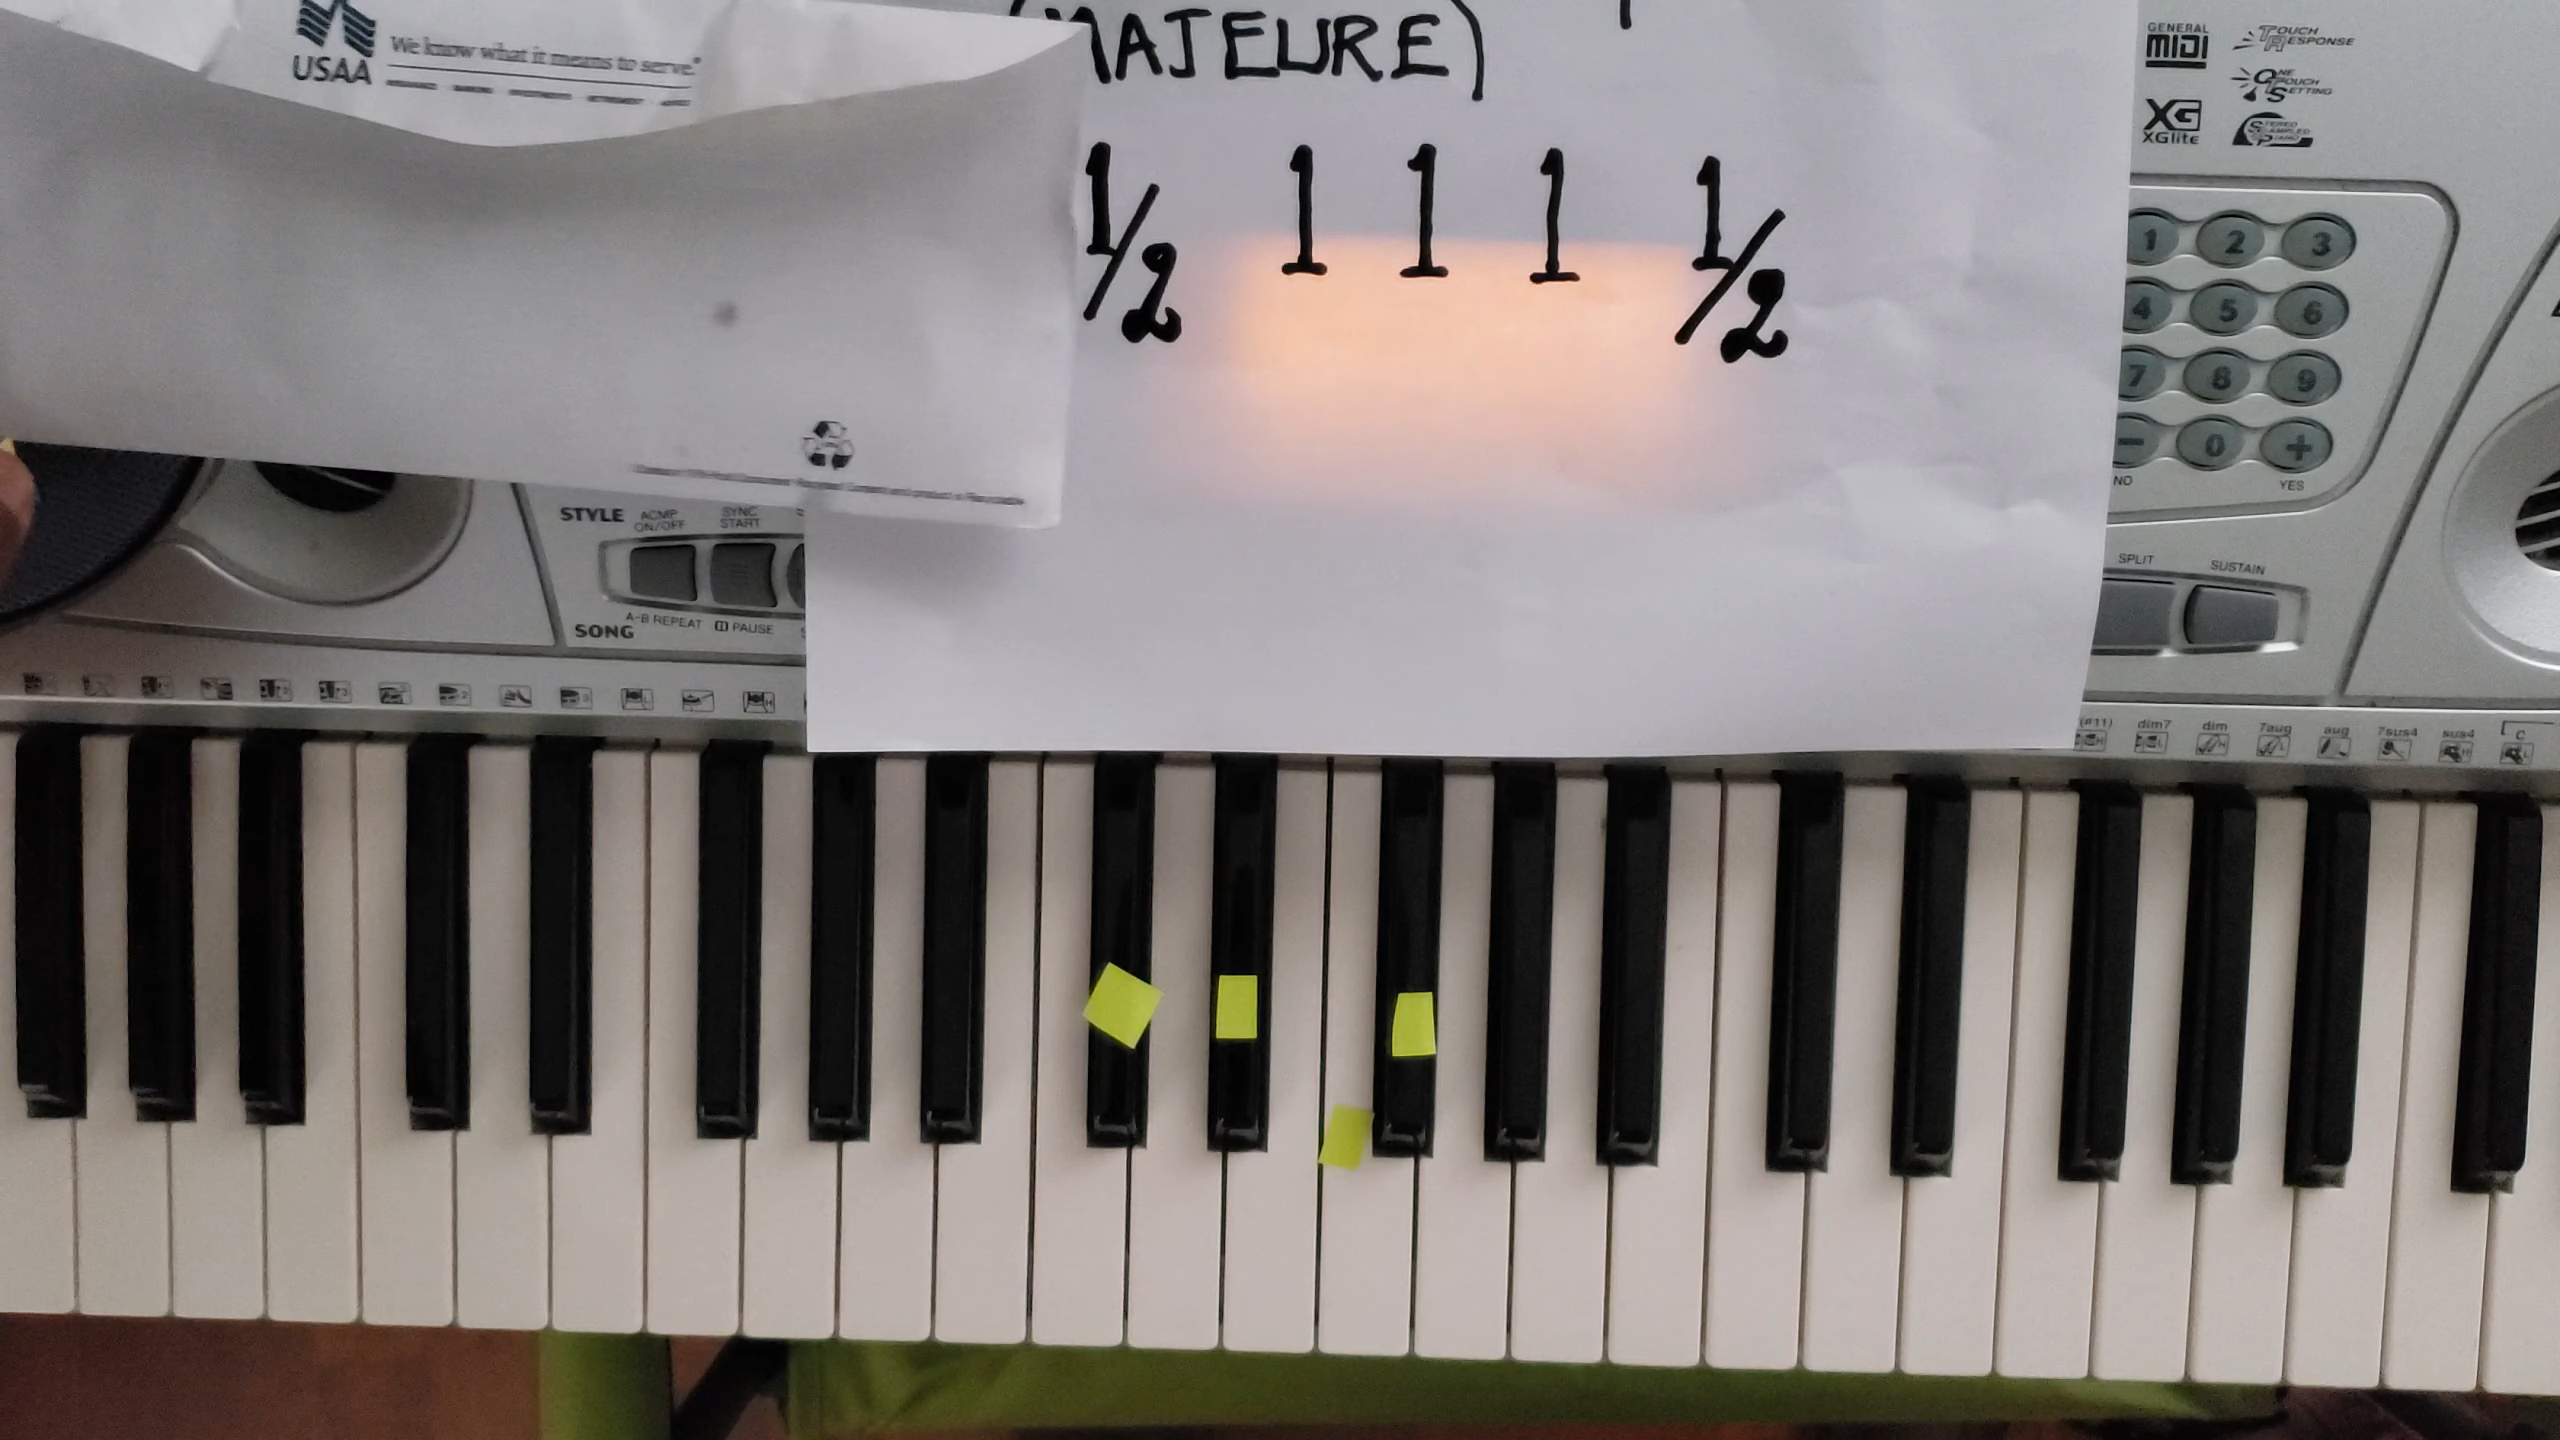 We know what it means to serve®
USAA
MAJEURE)
1/2 1 1 1 1/2
GENERAL
MIDI
TOUCH
RESPONSE
ONE
TOUCH
SETTING
XG
XGlite
STEREO
SAMPLED
PIANO
1 2 3
4 5 6
7 8 9
- 0 +
NO YES
STYLE
ACMP
ON/OFF
SYNC
START
A-B REPEAT
PAUSE
SONG
SPLIT
SUSTAIN
(#11) dim7 dim 7aug aug 7sus4 sus4 C